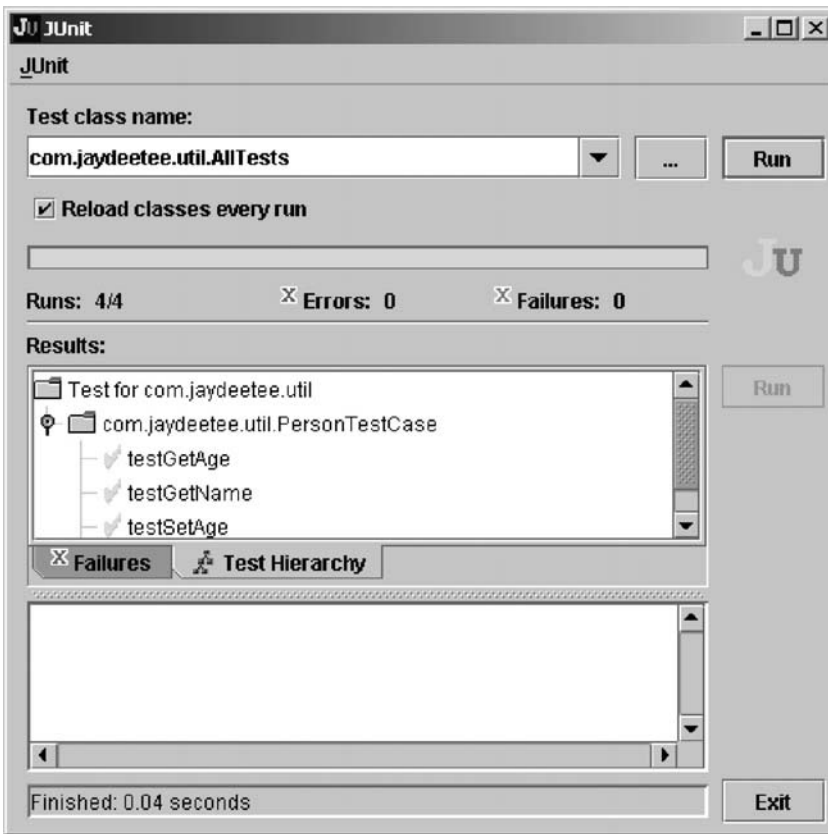 JU JUnit
JUnit
Test class name:
com.jaydeetee.util.AllTests
...
Run
Reload classes every run
JU
Runs: 4/4 X Errors: 0 X Failures: 0
Results:
Test for com.jaydeetee.util
Run
com.jaydeetee.util.PersonTestCase
testGetAge
testGetName
testSetAge
X Failures Test Hierarchy
Finished: 0.04 seconds
Exit